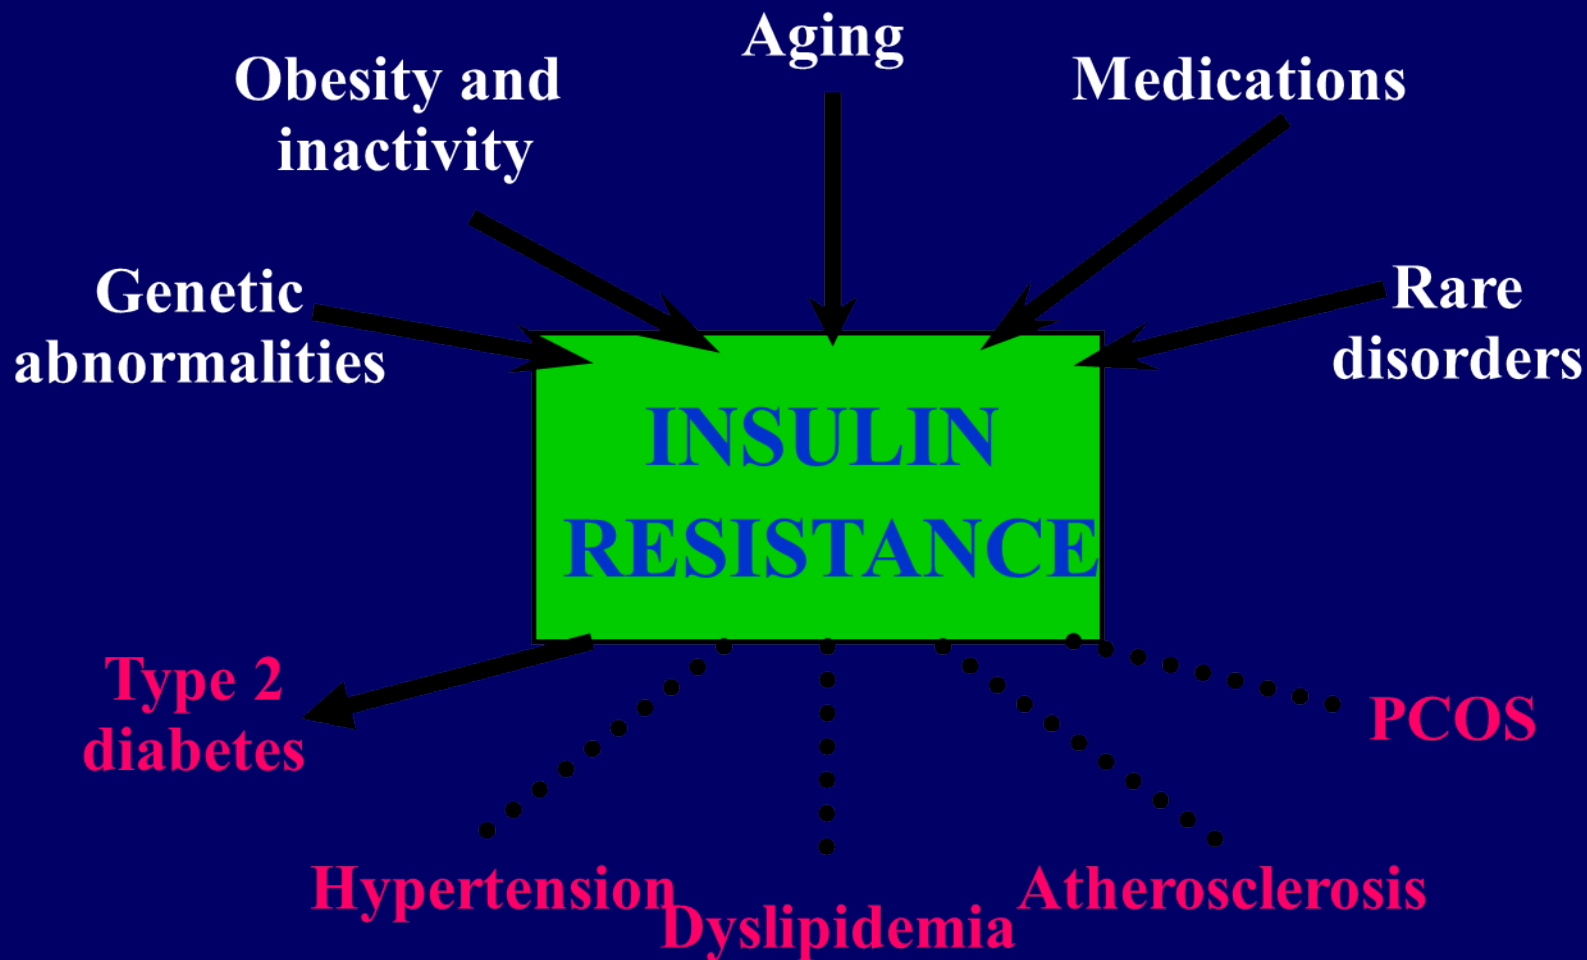 Aging
Obesity and
inactivity
Medications
Genetic
abnormalities
Rare
disorders
INSULIN
RESISTANCE
Type 2
diabetes
PCOS
Hypertension
Dyslipidemia
Atherosclerosis